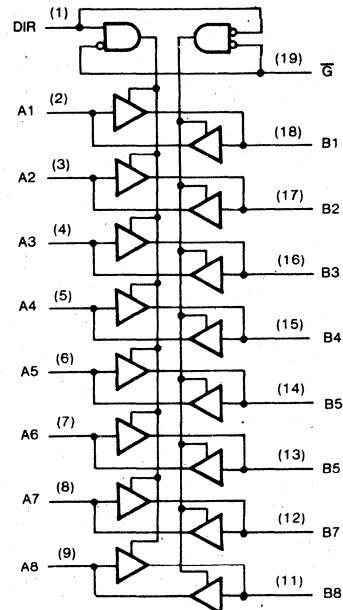 DIR (1)
(19) G
A1 (2)
(18) B1
A2 (3)
(17) B2
A3 (4)
(16) B3
A4 (5)
(15) B4
A5 (6)
(14) B5
A6 (7)
(13) B5
A7 (8)
(12) B7
A8 (9)
(11) B8